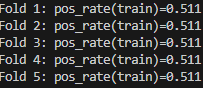 Fold 1: pos_rate(train)=0.511
Fold 2: pos_rate(train)=0.511
Fold 3: pos_rate(train)=0.511
Fold 4: pos_rate(train)=0.511
Fold 5: pos_rate(train)=0.511